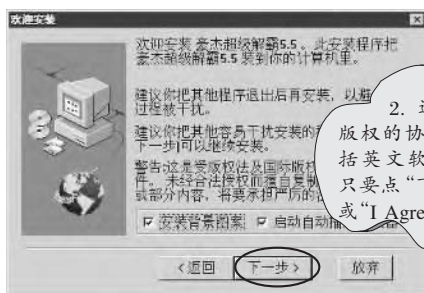 欢迎安装
欢迎安装 豪杰超级解霸5.5 。此安装程序把
豪杰超级解霸5.5 装到你的计算机里。
建议你把其他程序退出后再安装，以避
过程被干扰。
建议你把其他容易干扰安装的
下一步|可以继续安装。
警告:这是受版权法及国际版权
件。 未经合法授权而擅自复制
或部分内容，将要承担严厉的
安装背景图案 启动自动播
<返回 下一步> 放弃
2.
版权的协
括英文软
只要点“
或“I Agre